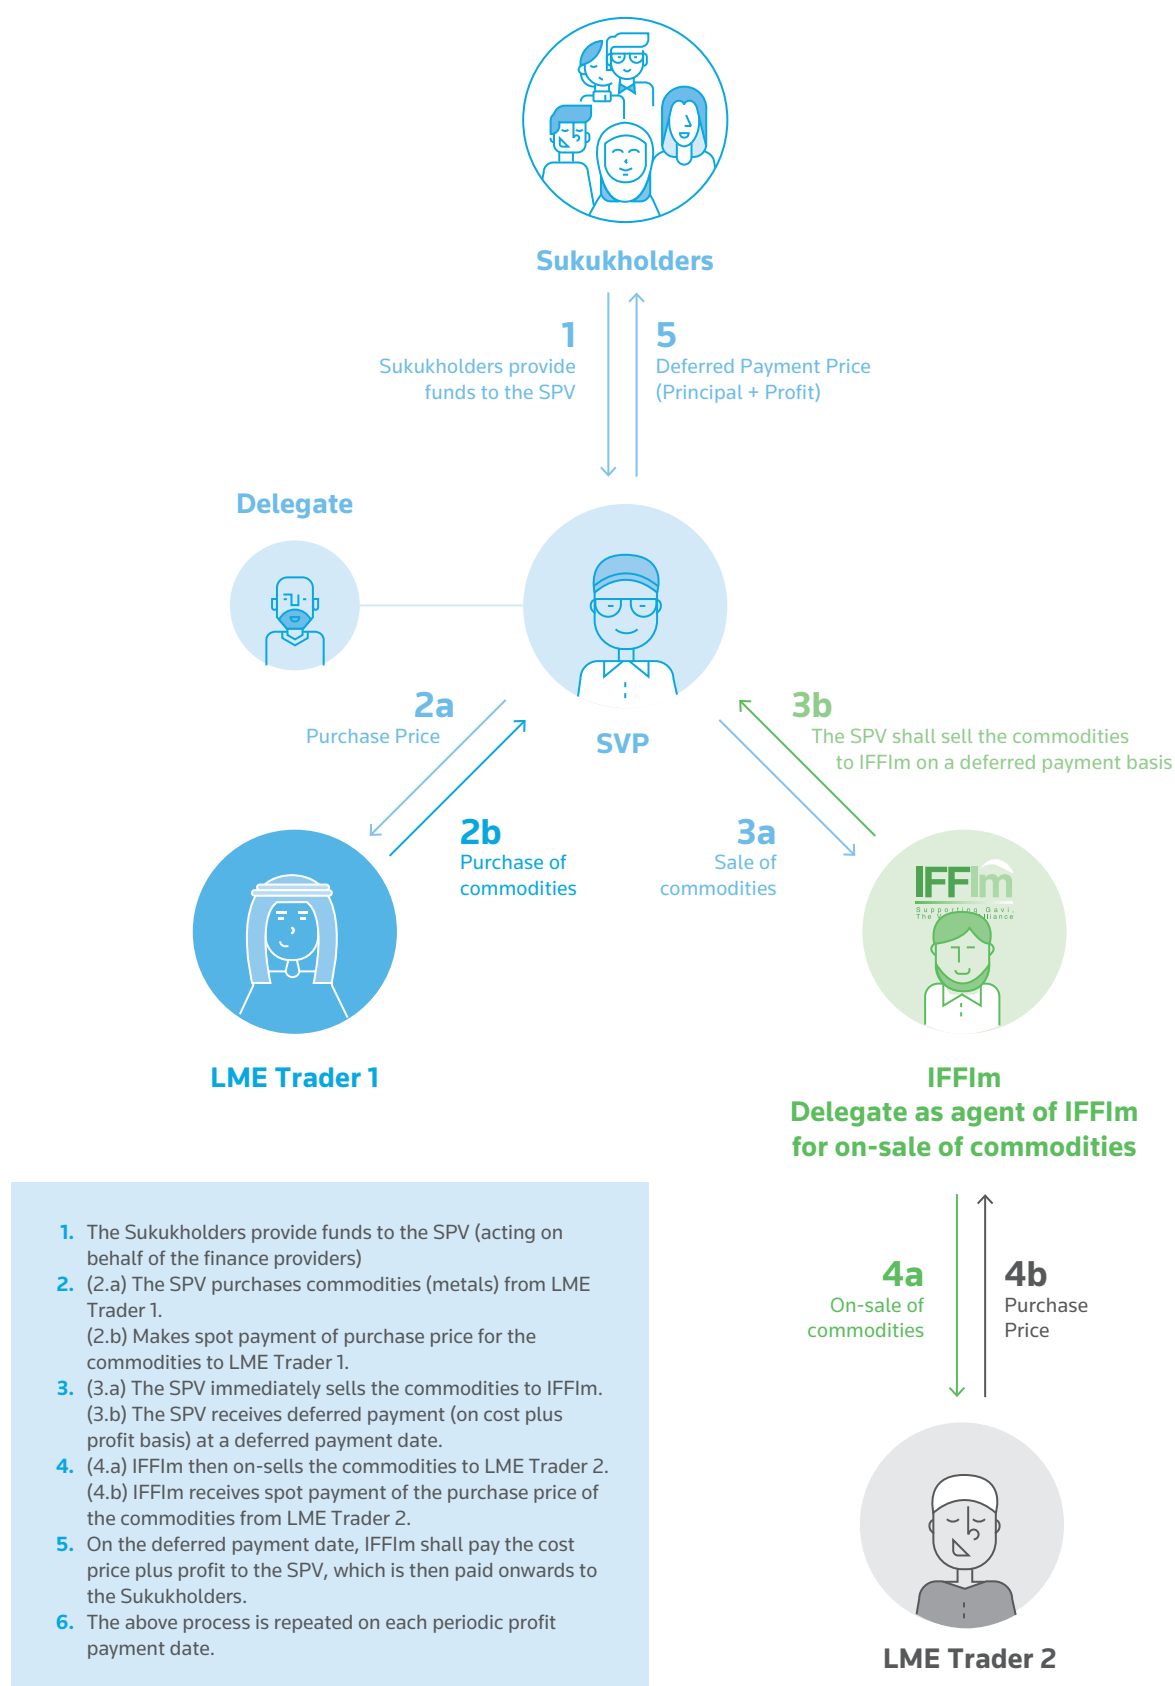 Sukukholders
1
Sukukholders provide
funds to the SPV
5
Deferred Payment Price
(Principal + Profit)
Delegate
SVP
2a
Purchase Price
2b
Purchase of
commodities
3b
The SPV shall sell the commodities
to IFFIm on a deferred payment basis
3a
Sale of
commodities
LME Trader 1
IFFIm
Supporting Gavi,
The
IFFIm
Delegate as agent of IFFIm
for on-sale of commodities
4a
On-sale of
commodities
4b
Purchase
Price
LME Trader 2
1. The Sukukholders provide funds to the SPV (acting on
behalf of the finance providers)
2. (2.a) The SPV purchases commodities (metals) from LME
Trader 1.
(2.b) Makes spot payment of purchase price for the
commodities to LME Trader 1.
3. (3.a) The SPV immediately sells the commodities to IFFIm.
(3.b) The SPV receives deferred payment (on cost plus
profit basis) at a deferred payment date.
4. (4.a) IFFIm then on-sells the commodities to LME Trader 2.
(4.b) IFFIm receives spot payment of the purchase price of
the commodities from LME Trader 2.
5. On the deferred payment date, IFFIm shall pay the cost
price plus profit to the SPV, which is then paid onwards to
the Sukukholders.
6. The above process is repeated on each periodic profit
payment date.